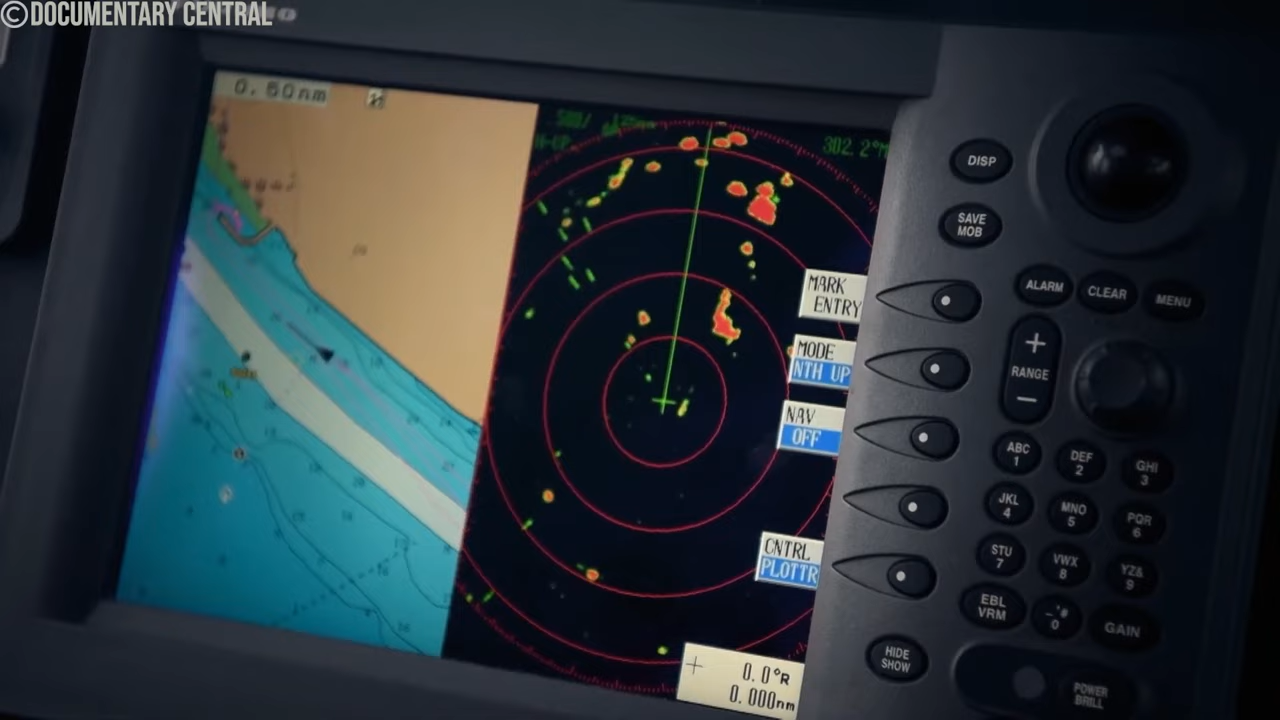 ©DOCUMENTARY CENTRAL
0.50nm
302.2°M
MARK
ENTRY
MODE
NTH UP
NAV
OFF
CNTRL
PLOTTR
+
0.0°R
0.000nm
DISP
SAVE
MOB
ALARM
CLEAR
MENU
+
RANGE
-
ABC
1
DEF
2
GHI
3
JKL
4
MNO
5
PQR
6
STU
7
VWX
8
YZ&
9
EBL
VRM
-'#
0
GAIN
HIDE
SHOW
POWER
BRILL